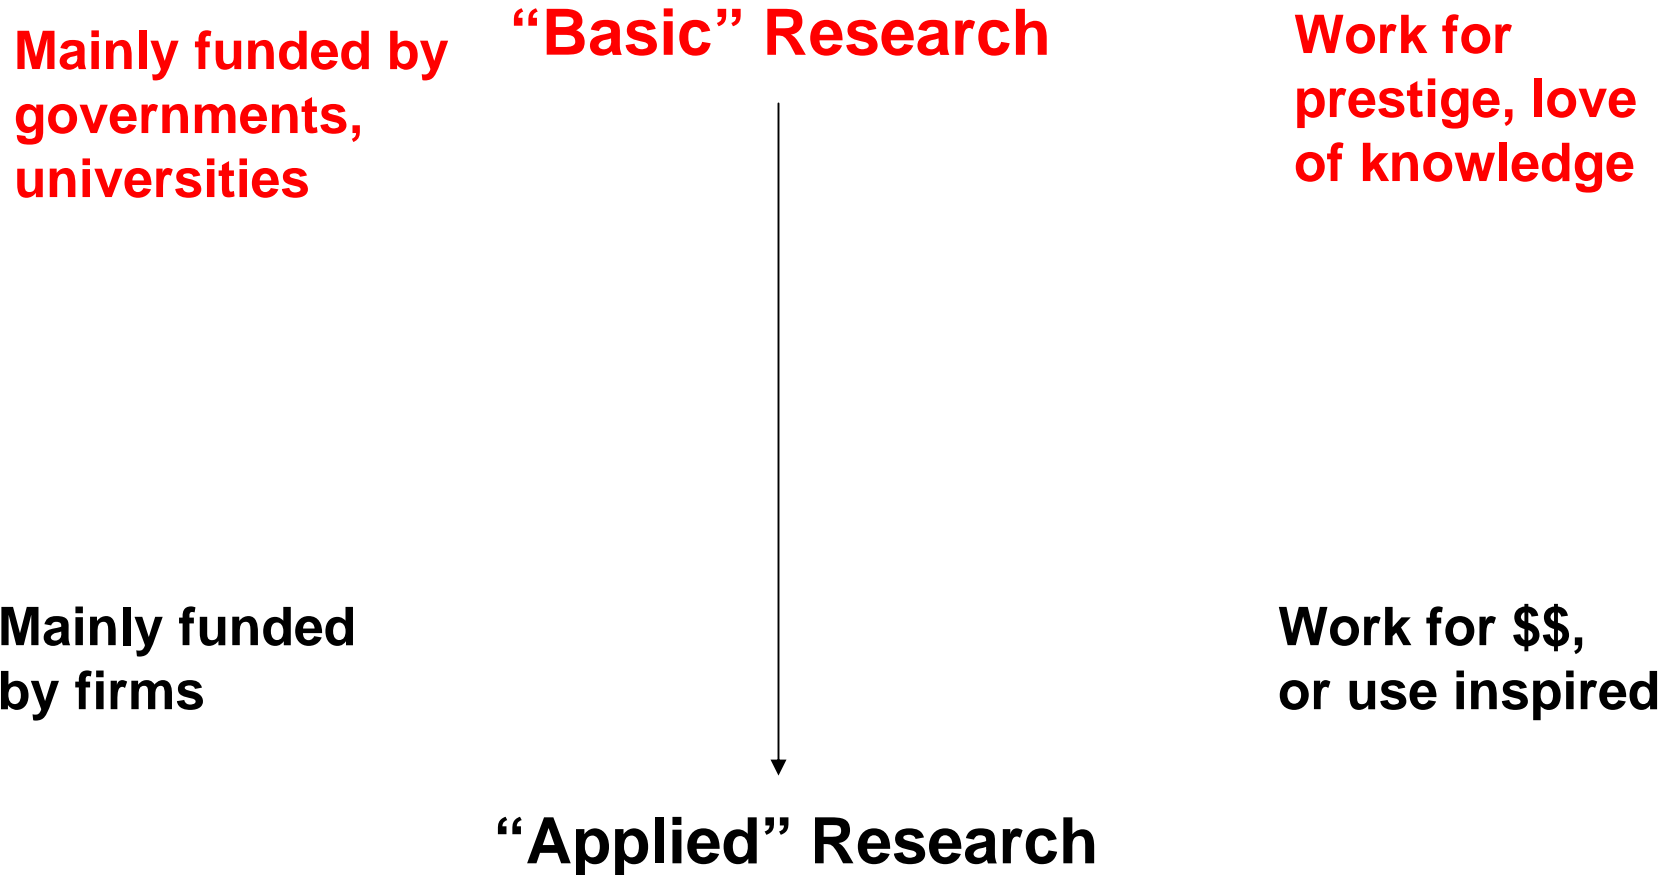 “Basic” Research
Mainly funded by
governments,
universities
Work for
prestige, love
of knowledge
Mainly funded
by firms
Work for $$,
or use inspired
“Applied” Research